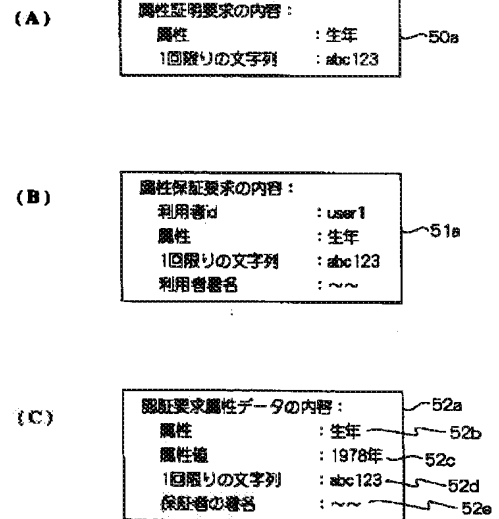 (A)
属性証明要求の内容：
属性 ：生年 50a
1回限りの文字列 ：abc123
(B)
属性保証要求の内容：
利用者id ：user1
属性 ：生年 51a
1回限りの文字列 ：abc123
利用者署名 ：～～
(C)
認証要求属性データの内容： 52a
属性 ：生年 52b
属性値 ：1978年 52c
1回限りの文字列 ：abc123 52d
保証者の署名 ：～～ 52e